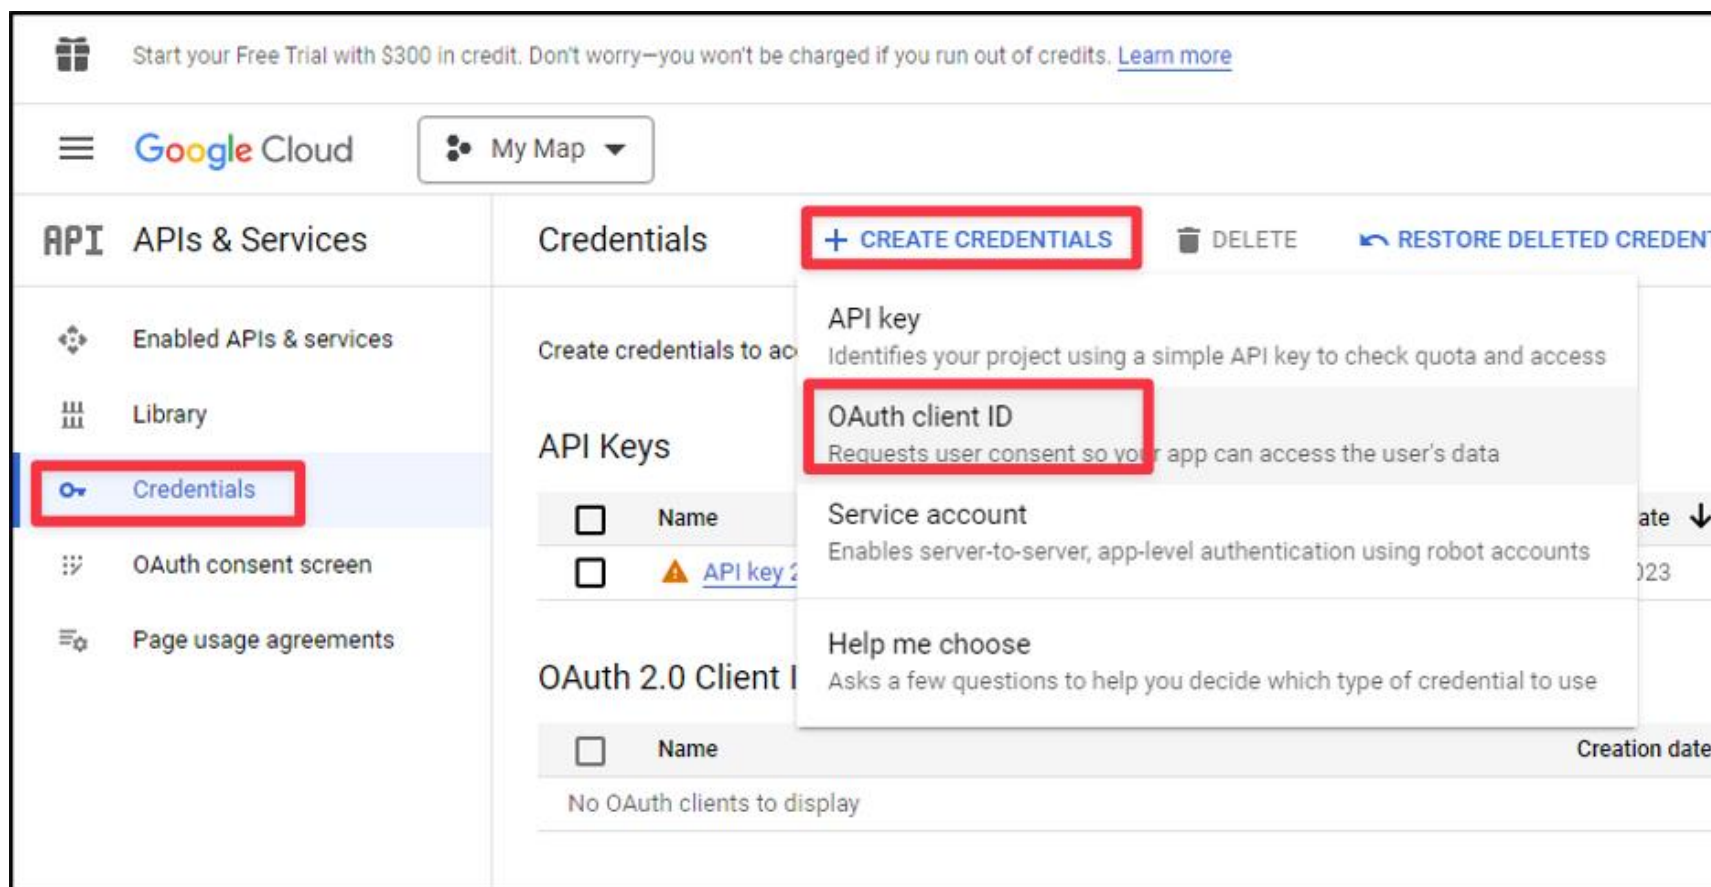 Start your Free Trial with $300 in credit. Don't worry—you won't be charged if you run out of credits. Learn more
Google Cloud
My Map
API APIs & Services
Credentials
+ CREATE CREDENTIALS
DELETE
RESTORE DELETED CREDEN
Enabled APIs & services
Library
Credentials
OAuth consent screen
Page usage agreements
Create credentials to ac
API key
Identifies your project using a simple API key to check quota and access
OAuth client ID
Requests user consent so your app can access the user's data
Service account
Enables server-to-server, app-level authentication using robot accounts
Help me choose
Asks a few questions to help you decide which type of credential to use
API Keys
Name
ate
API key 2
023
OAuth 2.0 Client I
Name
Creation date
No OAuth clients to display